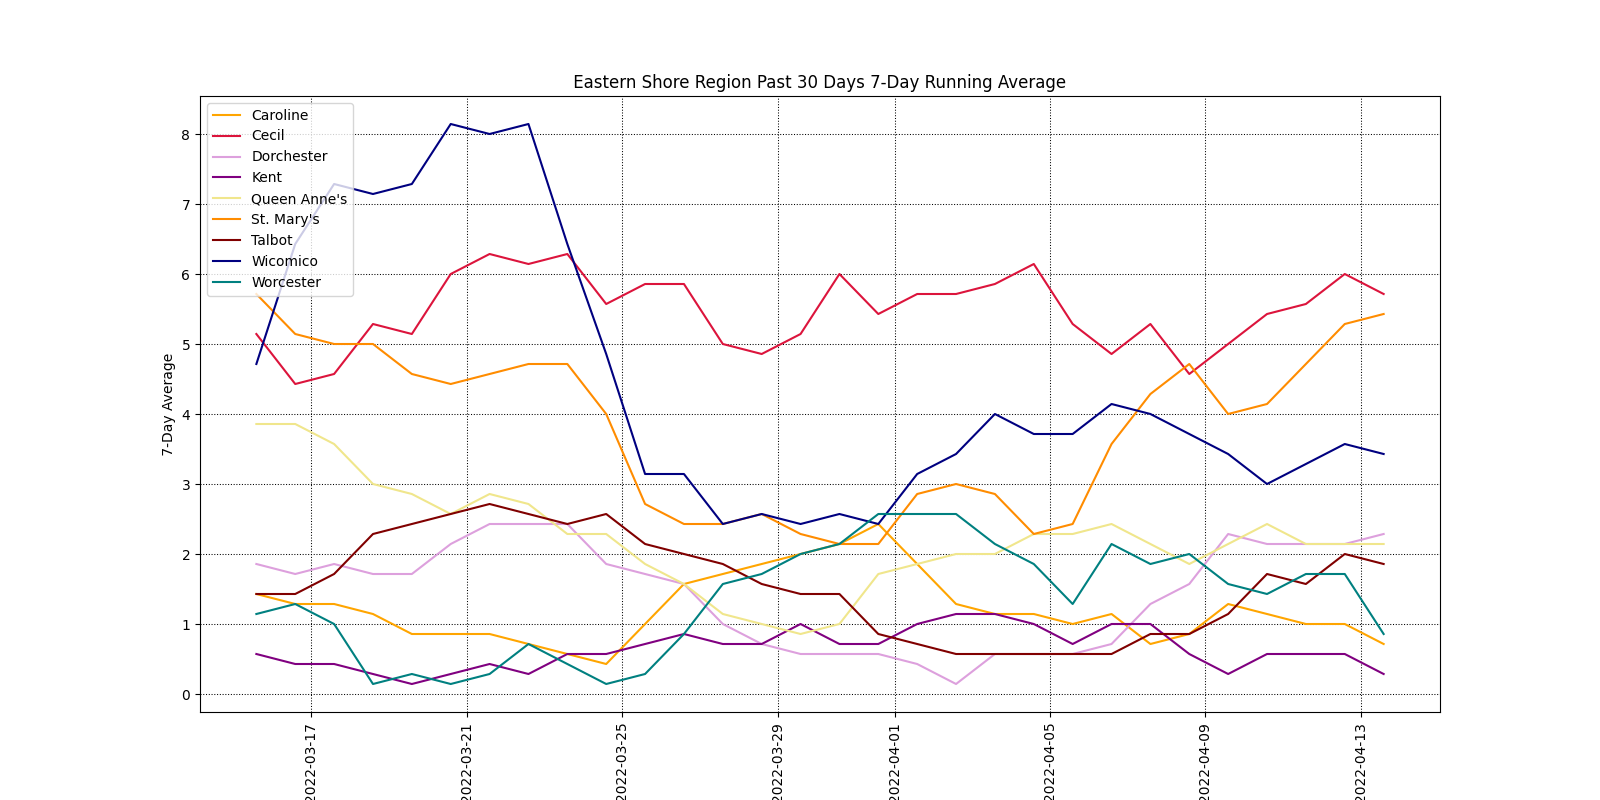 Eastern Shore Region Past 30 Days 7-Day Running Average
Caroline
Cecil
Dorchester
Kent
Queen Anne's
St. Mary's
Talbot
Wicomico
Worcester
7-Day Average
8
7
6
5
4
3
2
1
0
2022-03-17
2022-03-21
2022-03-25
2022-03-29
2022-04-01
2022-04-05
2022-04-09
2022-04-13